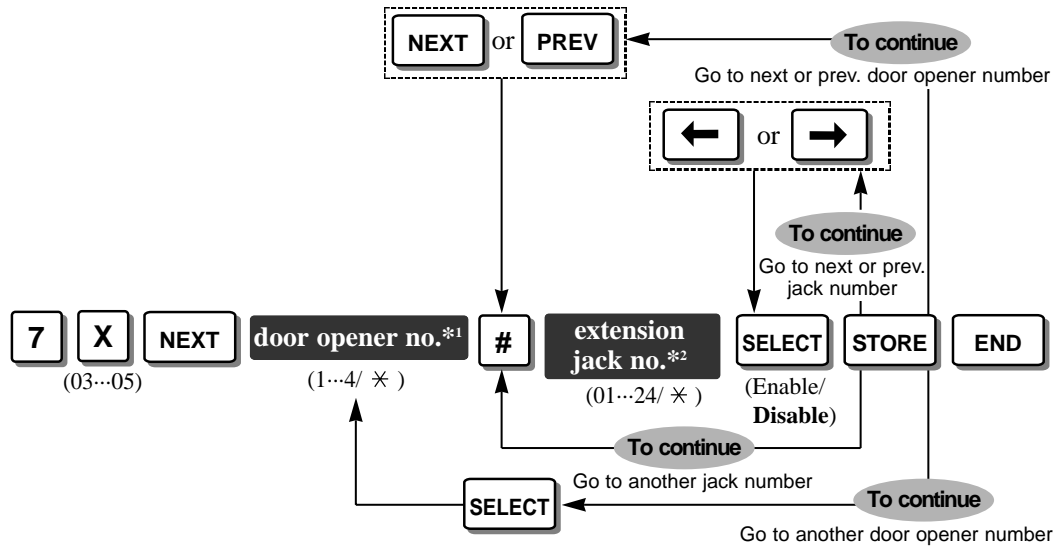 NEXT or PREV
To continue
Go to next or prev. door opener number
← or →
To continue
Go to next or prev.
jack number
7 X NEXT door opener no.*1 # extension
jack no.*2 SELECT STORE END
(03···05)
(1···4/ ✳ )
(01···24/ ✳ )
(Enable/
Disable)
To continue
Go to another jack number
SELECT
To continue
Go to another door opener number